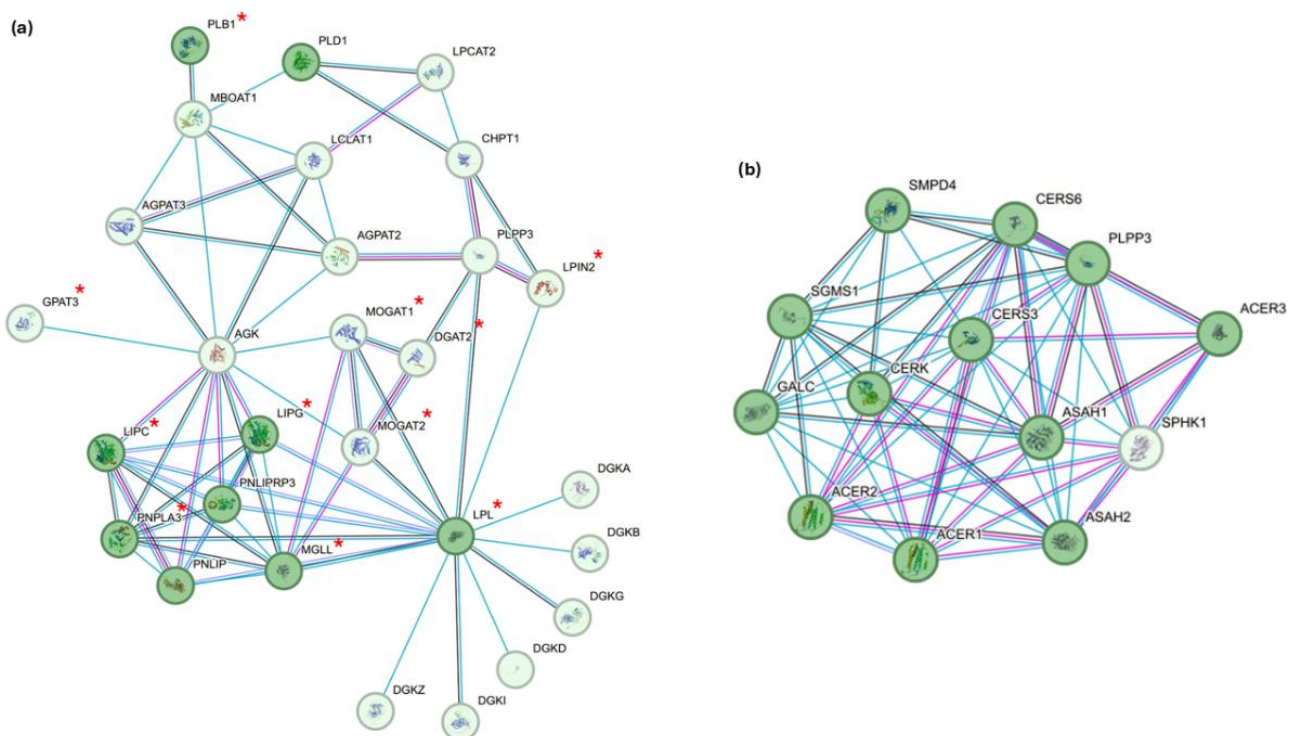 (a)
PLB1*
PLD1
LPCAT2
MBOAT1
LCLAT1
CHPT1
AGPAT3
AGPAT2
PLPP3
LPIN2*
GPAT3*
AGK
MOGAT1*
DGAT2*
LIPC*
LIPG*
MOGAT2*
PNLIPRP3
PNPLA3*
LPL*
MGLL*
PNLIP
DGKA
DGKB
DGKG
DGKD
DGKI
DGKZ
(b)
SMPD4
CERS6
PLPP3
SGMS1
CERS3
ACER3
CERK
GALC
ASAH1
SPHK1
ACER2
ACER1
ASAH2